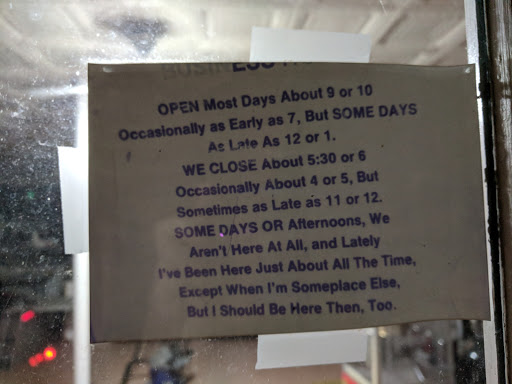 OPEN Most Days About 9 or 10
Occasionally as Early as 7, But SOME DAYS
As Late As 12 or 1.
WE CLOSE About 5:30 or 6
Occasionally About 4 or 5, But
Sometimes as Late as 11 or 12.
SOME DAYS OR Afternoons, We
Aren't Here At All, and Lately
I've Been Here Just About All The Time,
Except When I'm Someplace Else,
But I Should Be Here Then, Too.